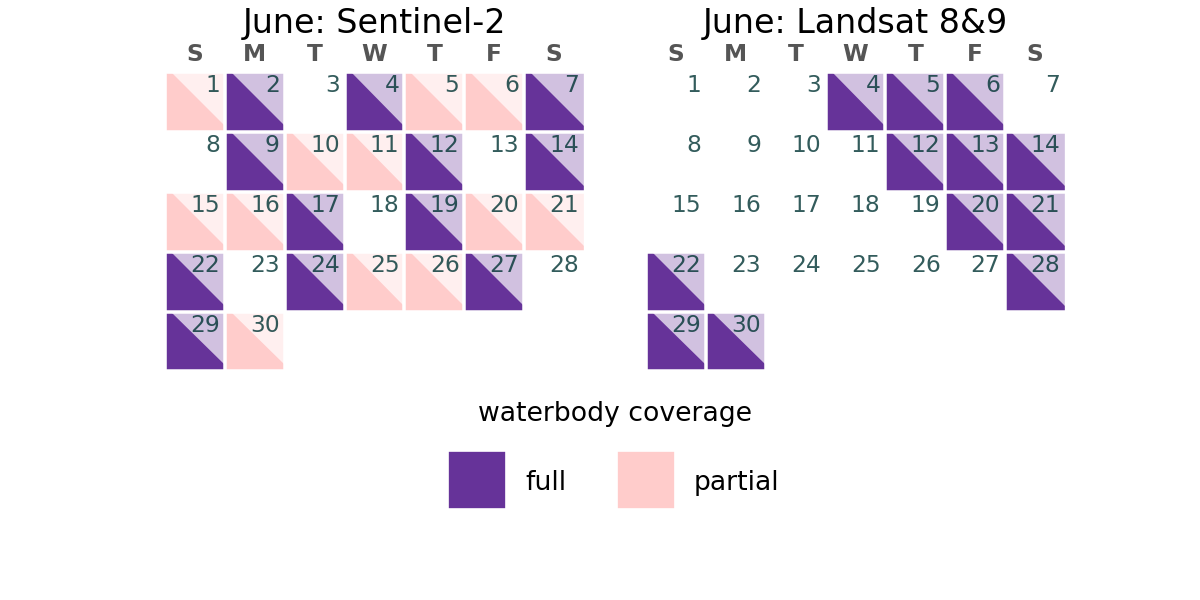 June: Sentinel-2
S M T W T F S
1 2 3 4 5 6 7
8 9 10 11 12 13 14
15 16 17 18 19 20 21
22 23 24 25 26 27 28
29 30
June: Landsat 8&9
S M T W T F S
1 2 3 4 5 6 7
8 9 10 11 12 13 14
15 16 17 18 19 20 21
22 23 24 25 26 27 28
29 30
waterbody coverage
full partial